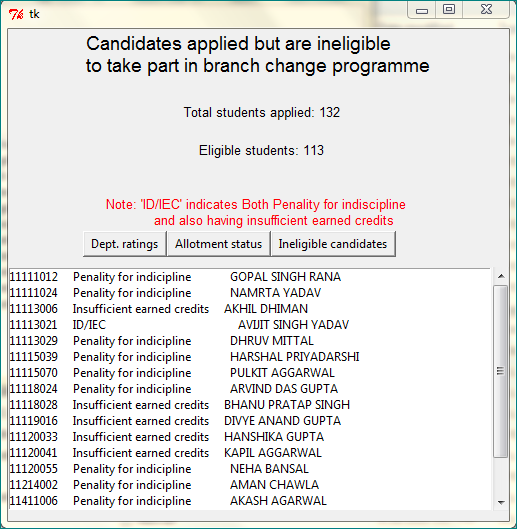 tk
Candidates applied but are ineligible
to take part in branch change programme
Total students applied: 132
Eligible students: 113
Note: 'ID/IEC' indicates Both Penality for indiscipline
and also having insufficient earned credits
Dept. ratings Allotment status Ineligible candidates
11111012 Penality for indicipline GOPAL SINGH RANA
11111024 Penality for indicipline NAMRTA YADAV
11113006 Insufficient earned credits AKHIL DHIMAN
11113021 ID/IEC AVIJIT SINGH YADAV
11113029 Penality for indicipline DHRUV MITTAL
11115039 Penality for indicipline HARSHAL PRIYADARSHI
11115070 Penality for indicipline PULKIT AGGARWAL
11118024 Penality for indicipline ARVIND DAS GUPTA
11118028 Insufficient earned credits BHANU PRATAP SINGH
11119016 Insufficient earned credits DIVYE ANAND GUPTA
11120033 Insufficient earned credits HANSHIKA GUPTA
11120041 Insufficient earned credits KAPIL AGGARWAL
11120055 Penality for indicipline NEHA BANSAL
11214002 Penality for indicipline AMAN CHAWLA
11411006 Penality for indicipline AKASH AGARWAL